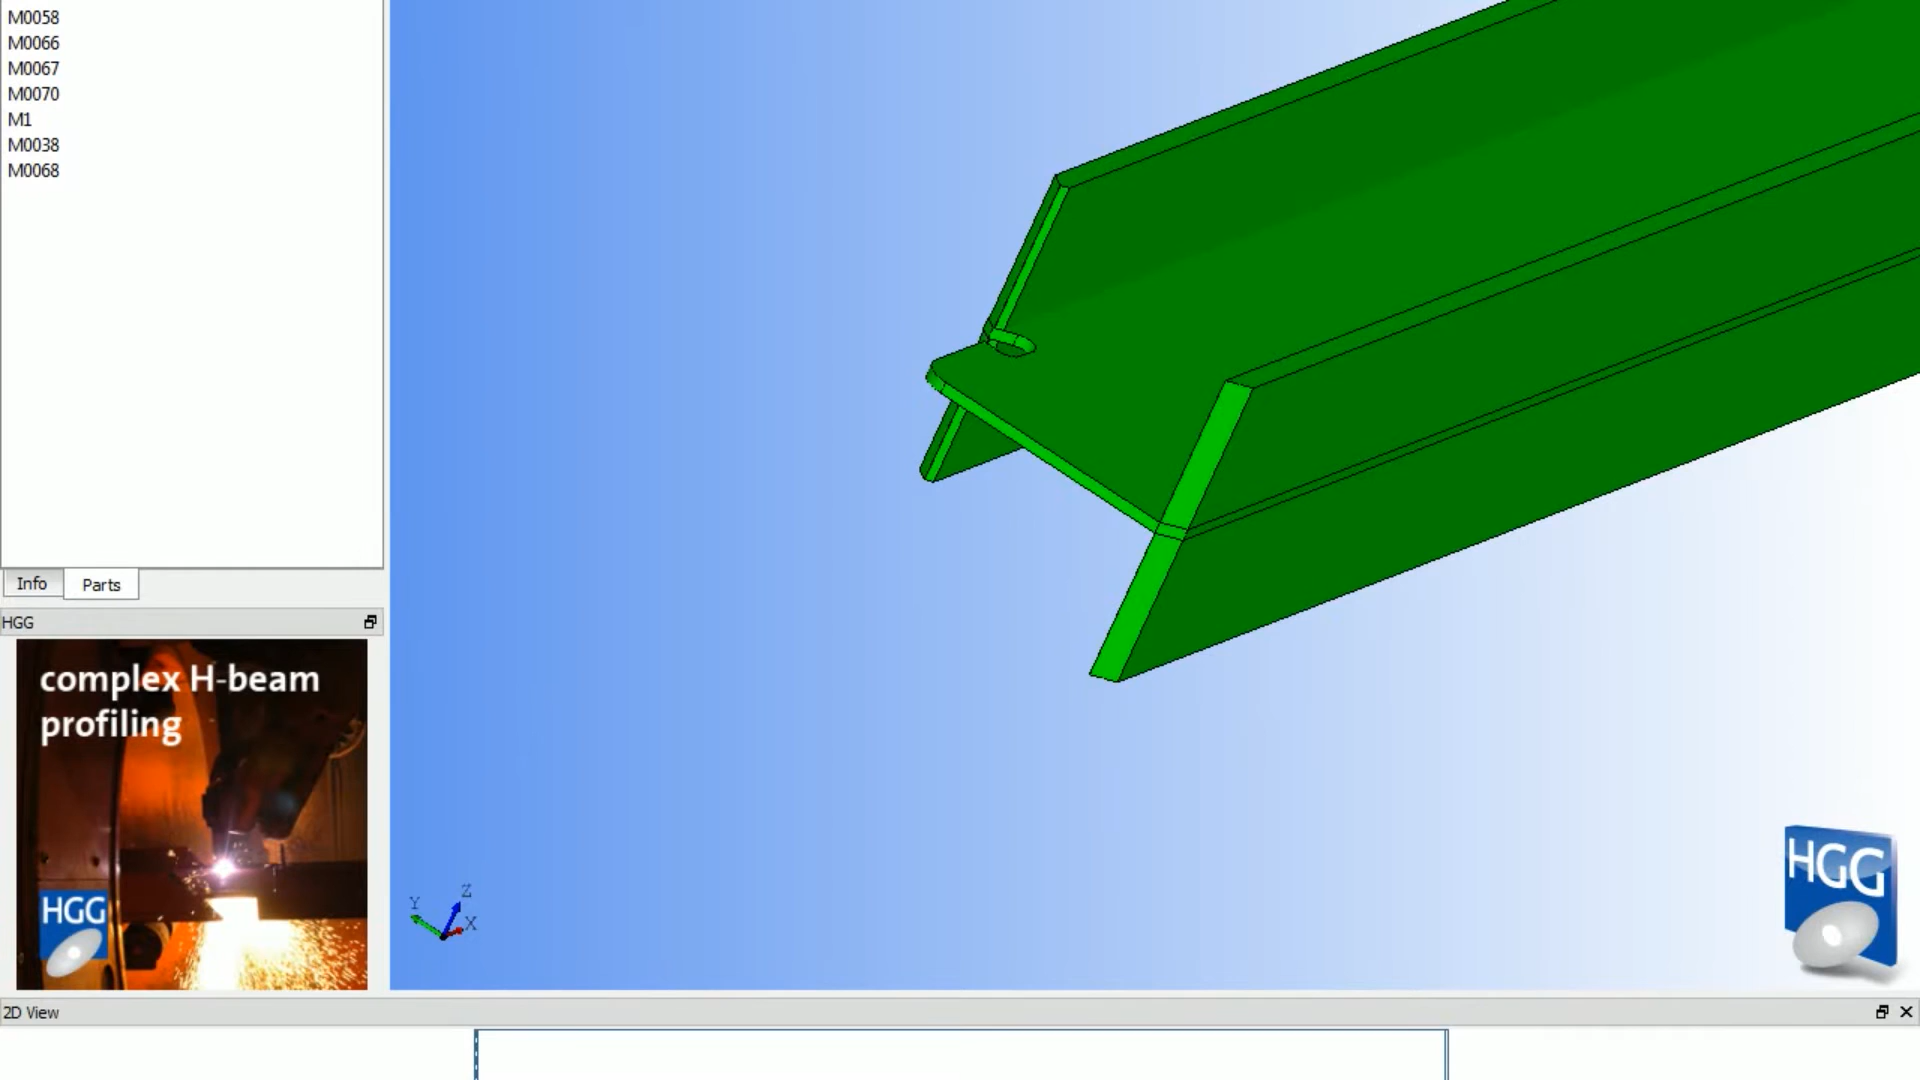 M0058
M0066
M0067
M0070
M1
M0038
M0068
Info
Parts
HGG
complex H-beam
profiling
HGG
Y
Z
X
HGG
2D View